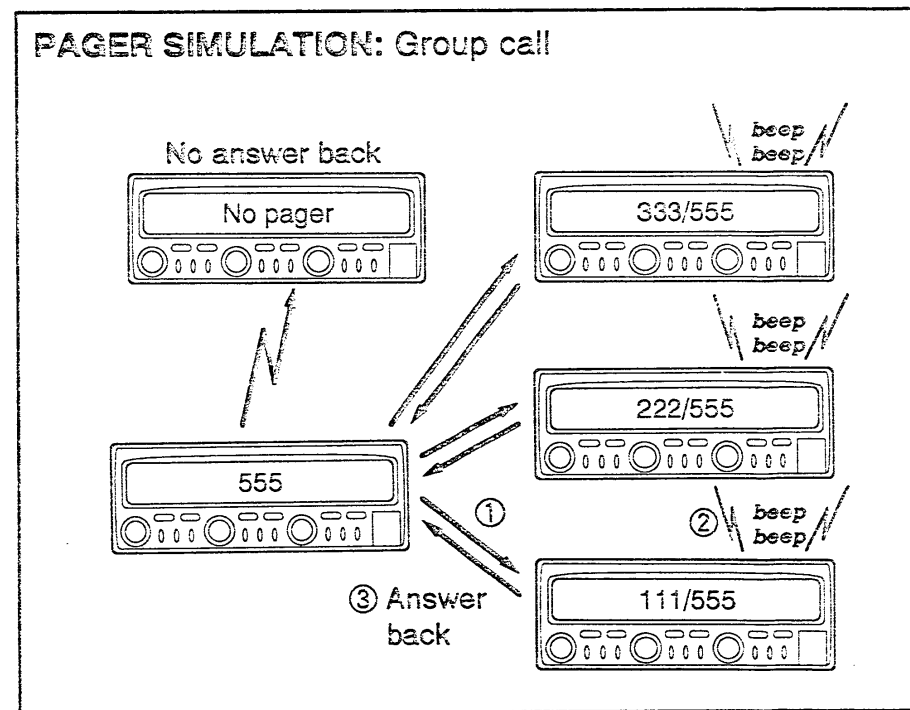 PAGER SIMULATION: Group call
No answer back
No pager
beep
beep
333/555
beep
beep
222/555
555
①
②
beep
beep
111/555
③ Answer
back